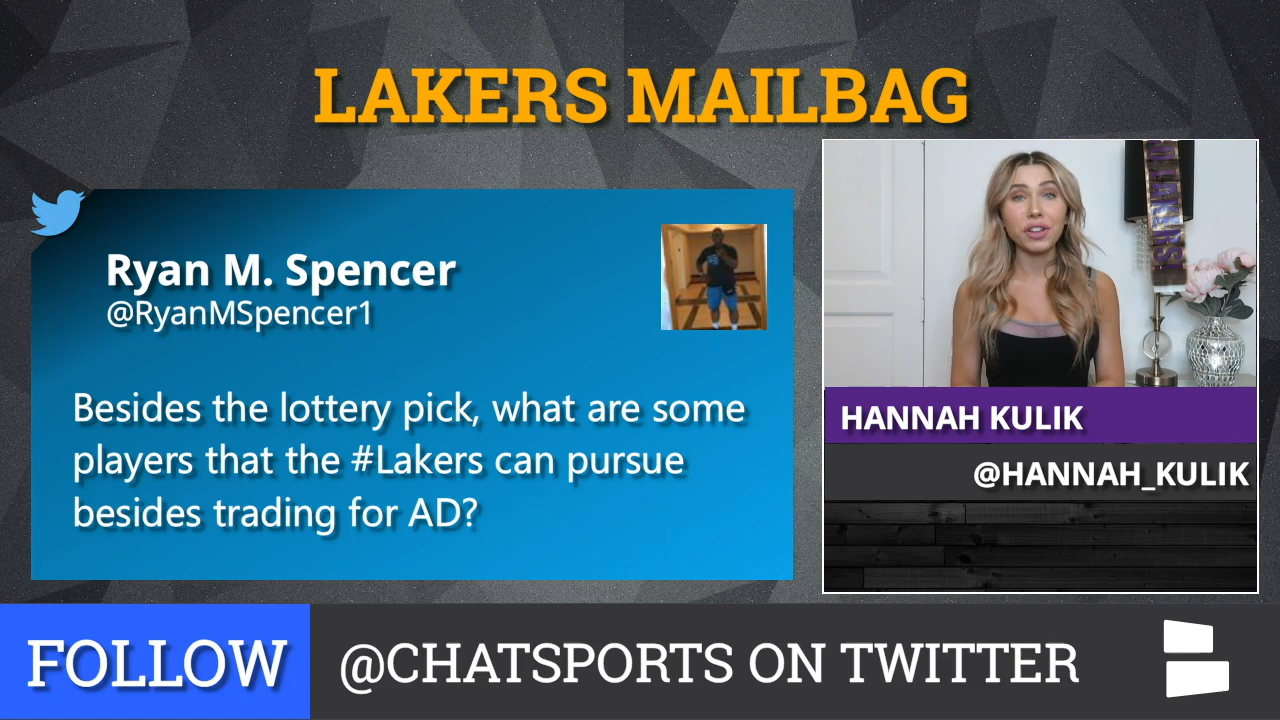 LAKERS MAILBAG
Ryan M. Spencer
@RyanMSpencer1
Besides the lottery pick, what are some
players that the #Lakers can pursue
besides trading for AD?
HANNAH KULIK
@HANNAH_KULIK
FOLLOW @CHATSPORTS ON TWITTER